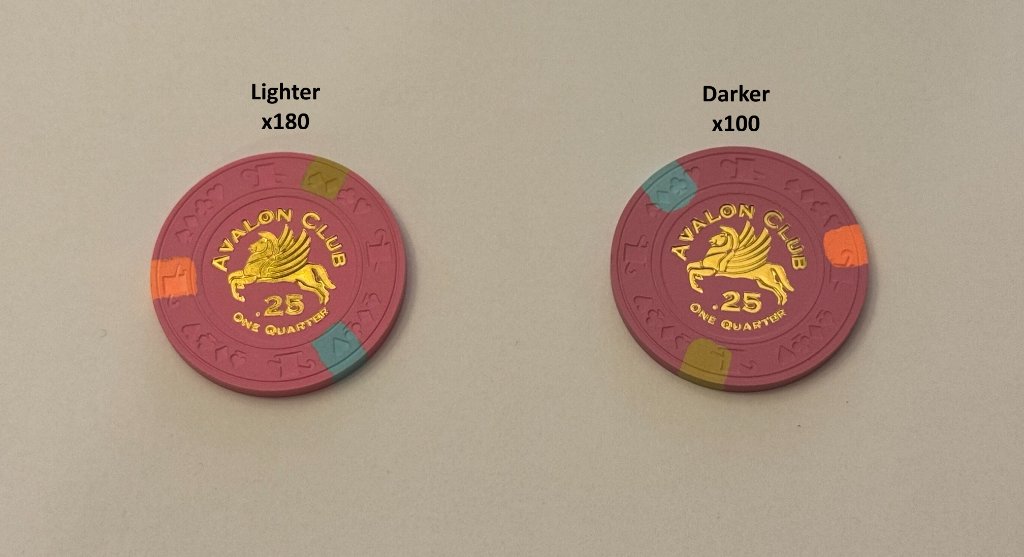 Lighter
x180
AVALON CLUB
.25
ONE QUARTER
Darker
x100
AVALON CLUB
.25
ONE QUARTER